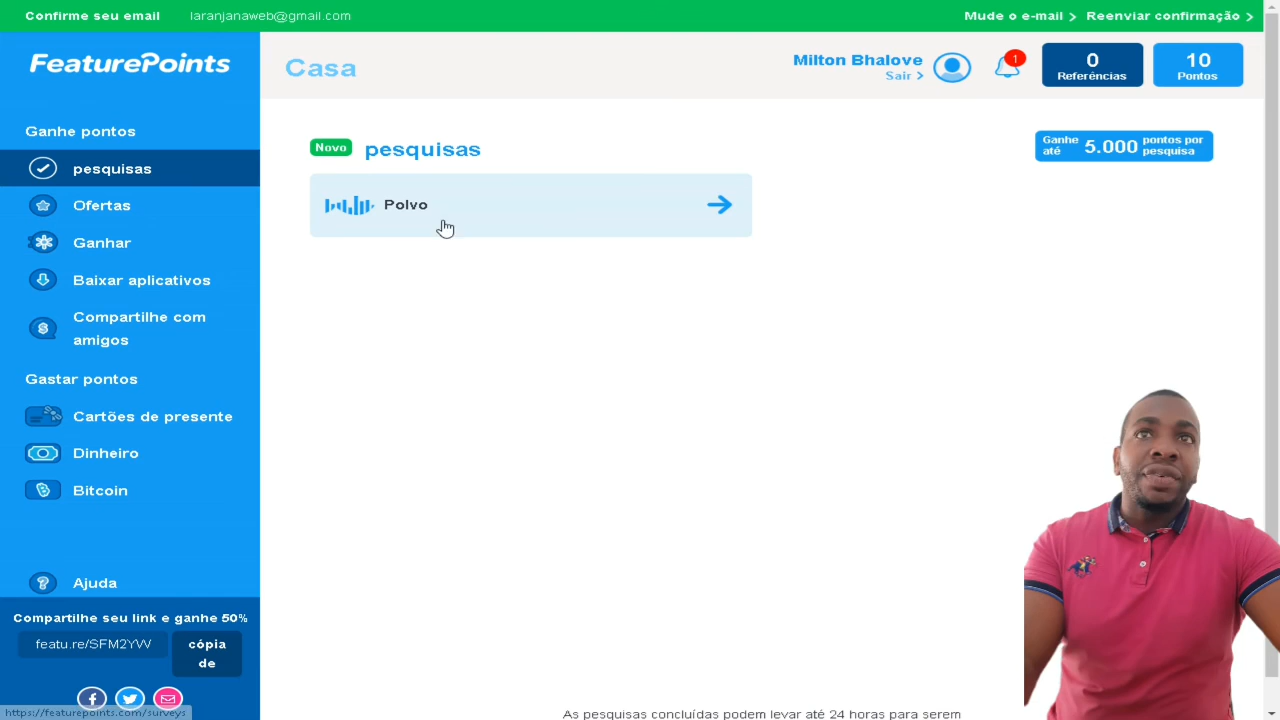 Confirme seu email
laranjanaweb@gmail.com
Mude o e-mail >
Reenviar confirmação >
FeaturePoints
Casa
Milton Bhalove
Sair >
1
0
Referências
10
Pontos
Ganhe pontos
pesquisas
Ofertas
Ganhar
Baixar aplicativos
Compartilhe com
amigos
Gastar pontos
Cartões de presente
Dinheiro
Bitcoin
Ajuda
Compartilhe seu link e ganhe 50%
featu.re/SFM2YW
cópia
de
https://featurepoints.com/surveys
Novo
pesquisas
Ganhe até 5.000 pontos por pesquisa
Polvo
As pesquisas concluídas podem levar até 24 horas para serem